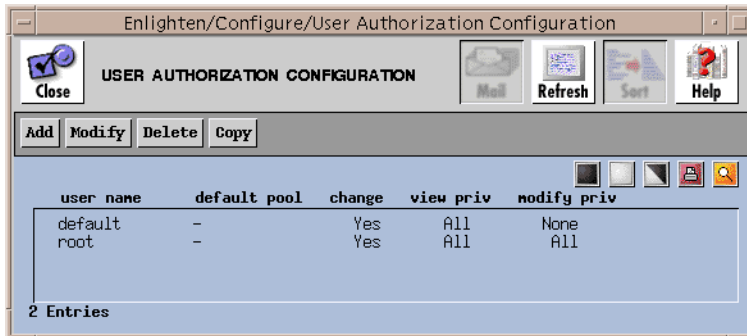 Enlighten/Configure/User Authorization Configuration
Close
USER AUTHORIZATION CONFIGURATION
Mail
Refresh
Sort
Help
Add Modify Delete Copy
user name default pool change view priv modify priv
default - Yes All None
root - Yes All All
2 Entries